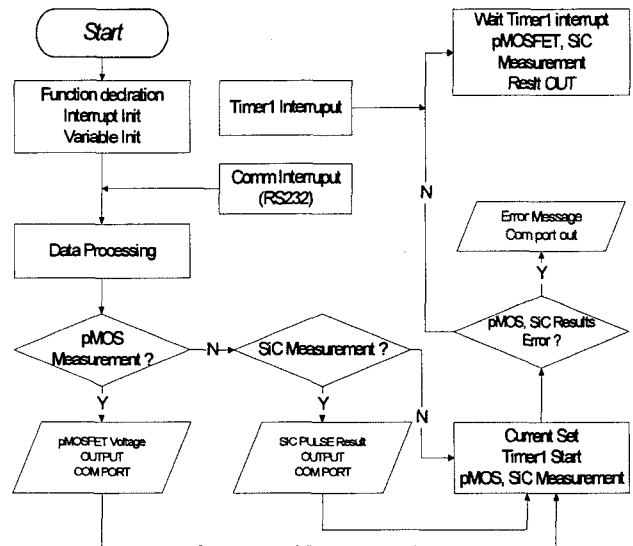 Start
Function declration
Interrupt Init
Variable Init
Timer1 Interruput
Wait Timer1 interrupt
pMOSFET, SiC
Measurement
Reslt OUT
Comm Interruput
(RS232)
N
Error Message
Com port out
Data Processing
Y
pMOS
Measurement ?
N
SiC Measurement ?
pMOS, SiC Results
Error ?
Y
Y
N
pMOSFET Voltage
OUTPUT
COM PORT
SIC PULSE Result
OUTPUT
COM PORT
Current Set
Timer1 Start
pMOS, SiC Measurement